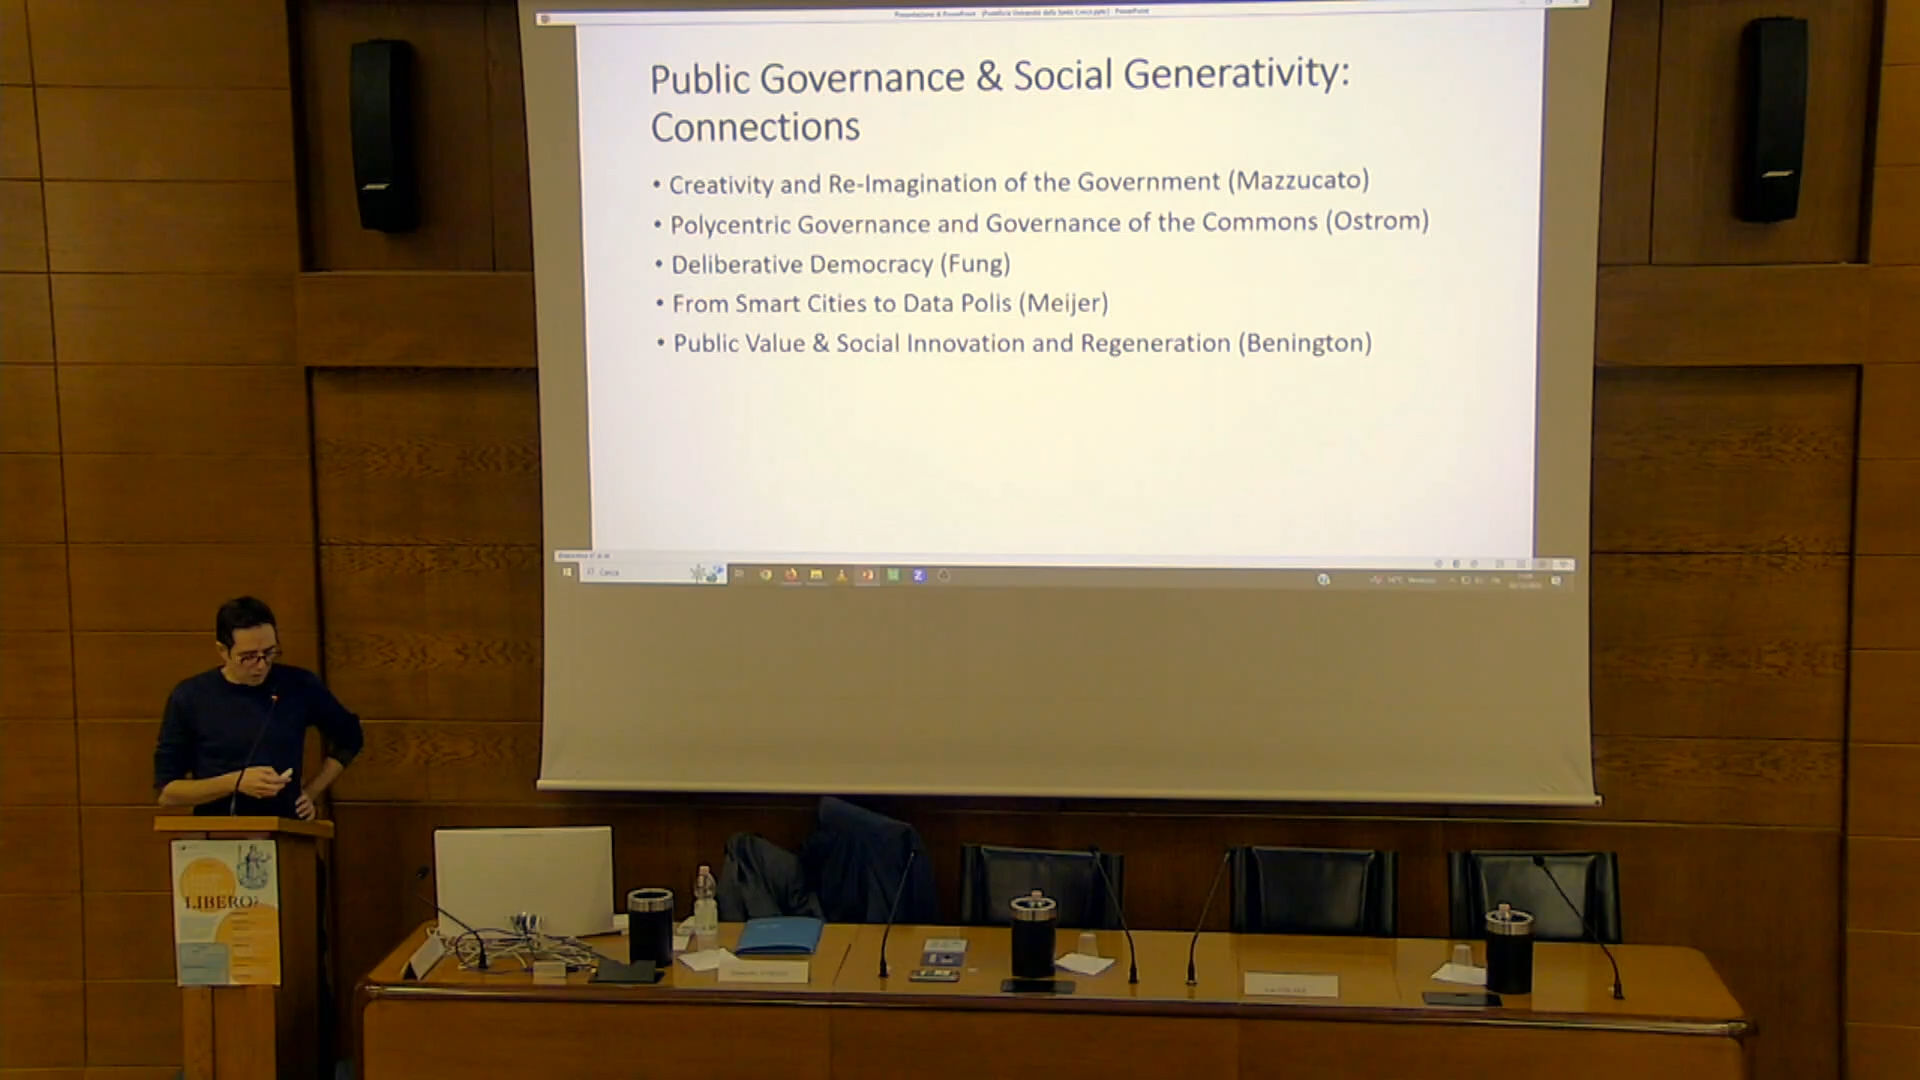 Public Governance & Social Generativity:
Connections
• Creativity and Re-Imagination of the Government (Mazzucato)
• Polycentric Governance and Governance of the Commons (Ostrom)
• Deliberative Democracy (Fung)
• From Smart Cities to Data Polis (Meijer)
• Public Value & Social Innovation and Regeneration (Benington)
Cerca
LIBERO?